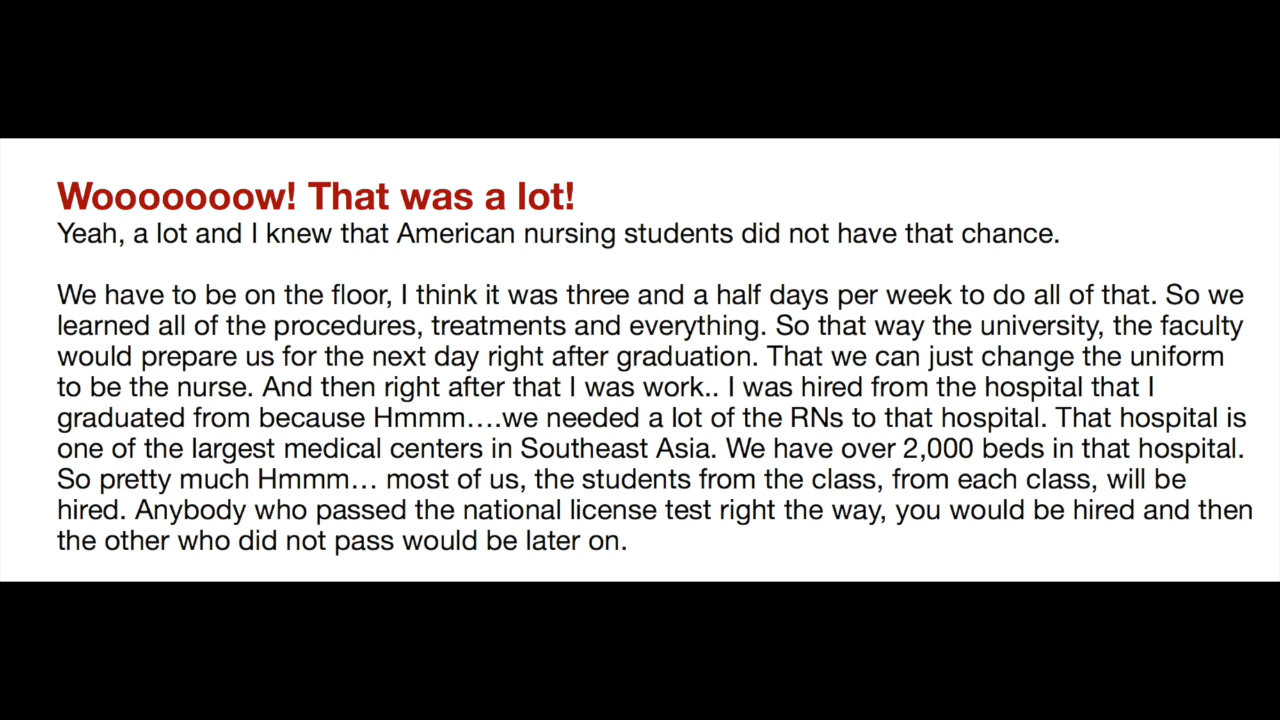 Wooooooow! That was a lot!
Yeah, a lot and I knew that American nursing students did not have that chance.
We have to be on the floor, I think it was three and a half days per week to do all of that. So we
learned all of the procedures, treatments and everything. So that way the university, the faculty
would prepare us for the next day right after graduation. That we can just change the uniform
to be the nurse. And then right after that I was work.. I was hired from the hospital that I
graduated from because Hmmm….we needed a lot of the RNs to that hospital. That hospital is
one of the largest medical centers in Southeast Asia. We have over 2,000 beds in that hospital.
So pretty much Hmmm… most of us, the students from the class, from each class, will be
hired. Anybody who passed the national license test right the way, you would be hired and then
the other who did not pass would be later on.